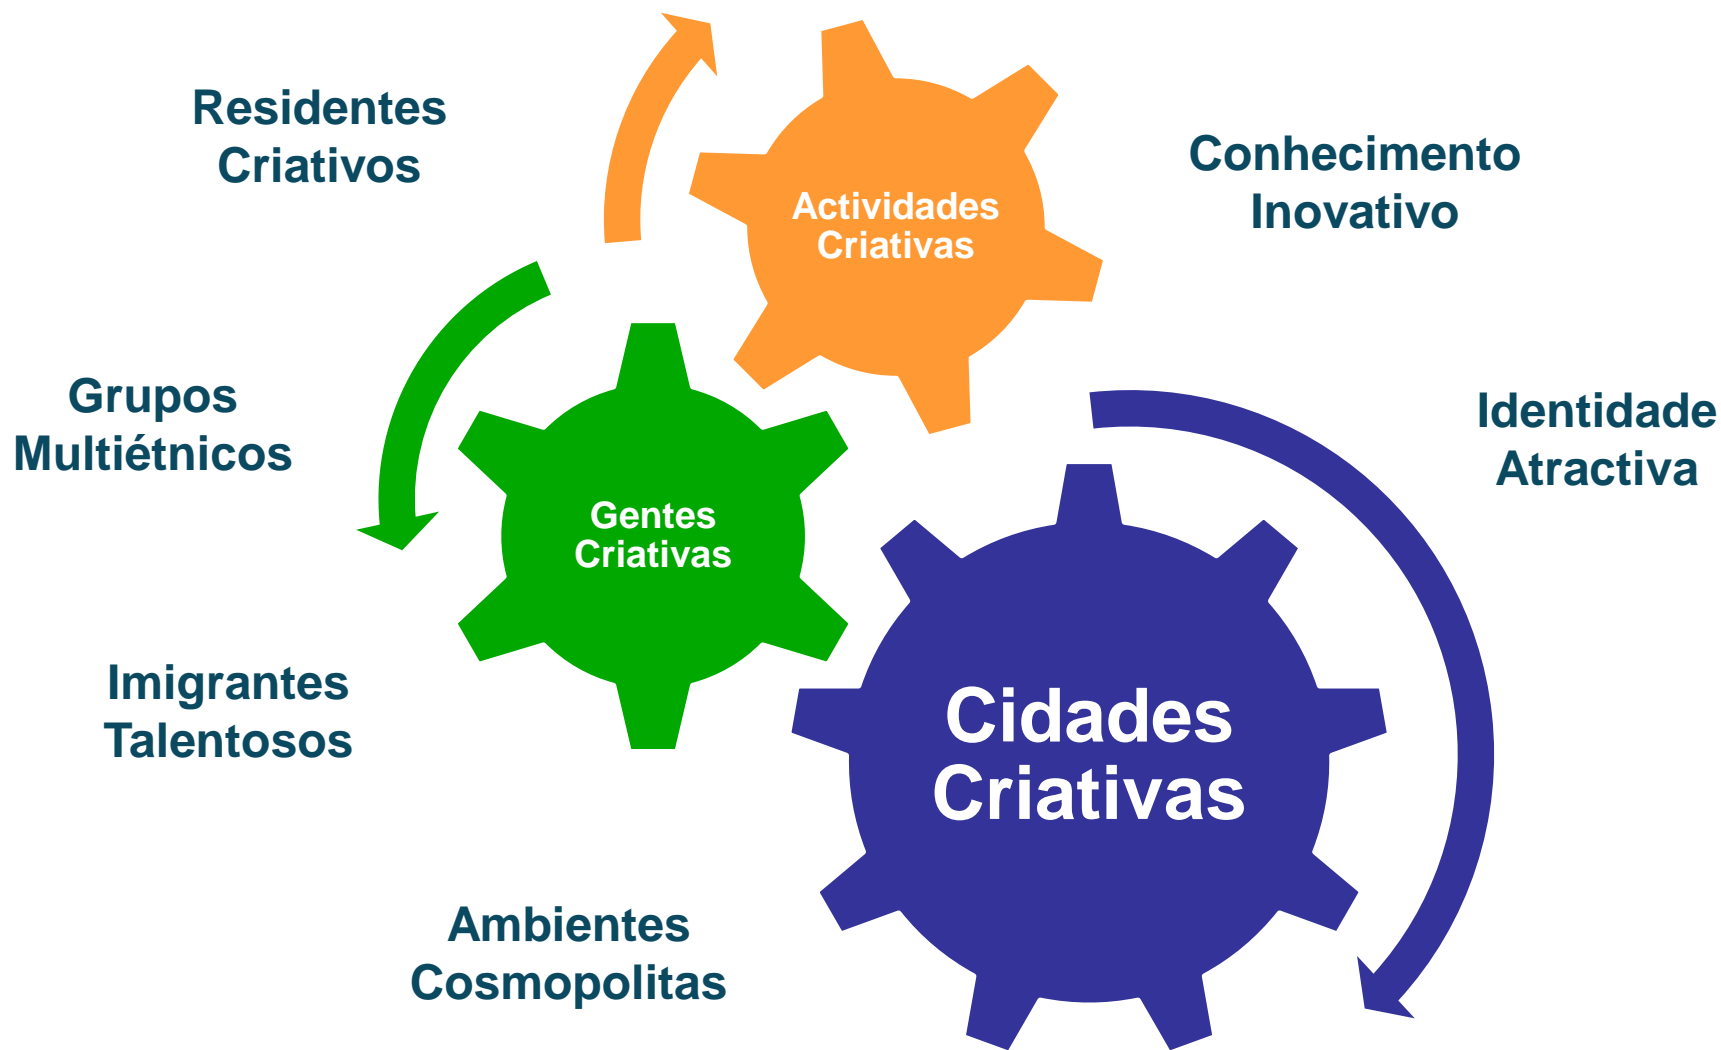 Residentes
Criativos
Conhecimento
Inovativo
Actividades
Criativas
Grupos
Multiétnicos
Identidade
Atractiva
Gentes
Criativas
Imigrantes
Talentosos
Cidades
Criativas
Ambientes
Cosmopolitas